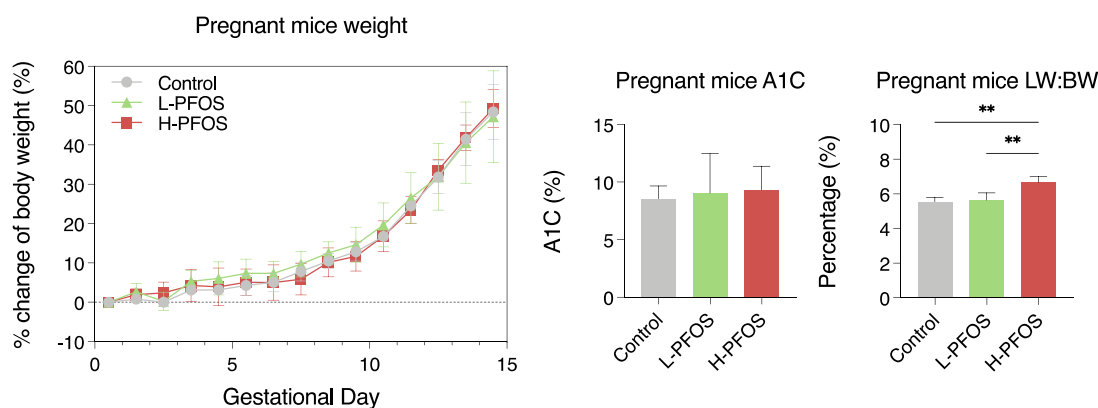 Pregnant mice weight
% change of body weight (%)
60
50
40
30
20
10
0
-10
0
5
10
15
Gestational Day
Control
L-PFOS
H-PFOS
Pregnant mice A1C
A1C (%)
15
10
5
0
Control
L-PFOS
H-PFOS
Pregnant mice LW:BW
Percentage (%)
10
8
6
4
2
0
**
**
Control
L-PFOS
H-PFOS